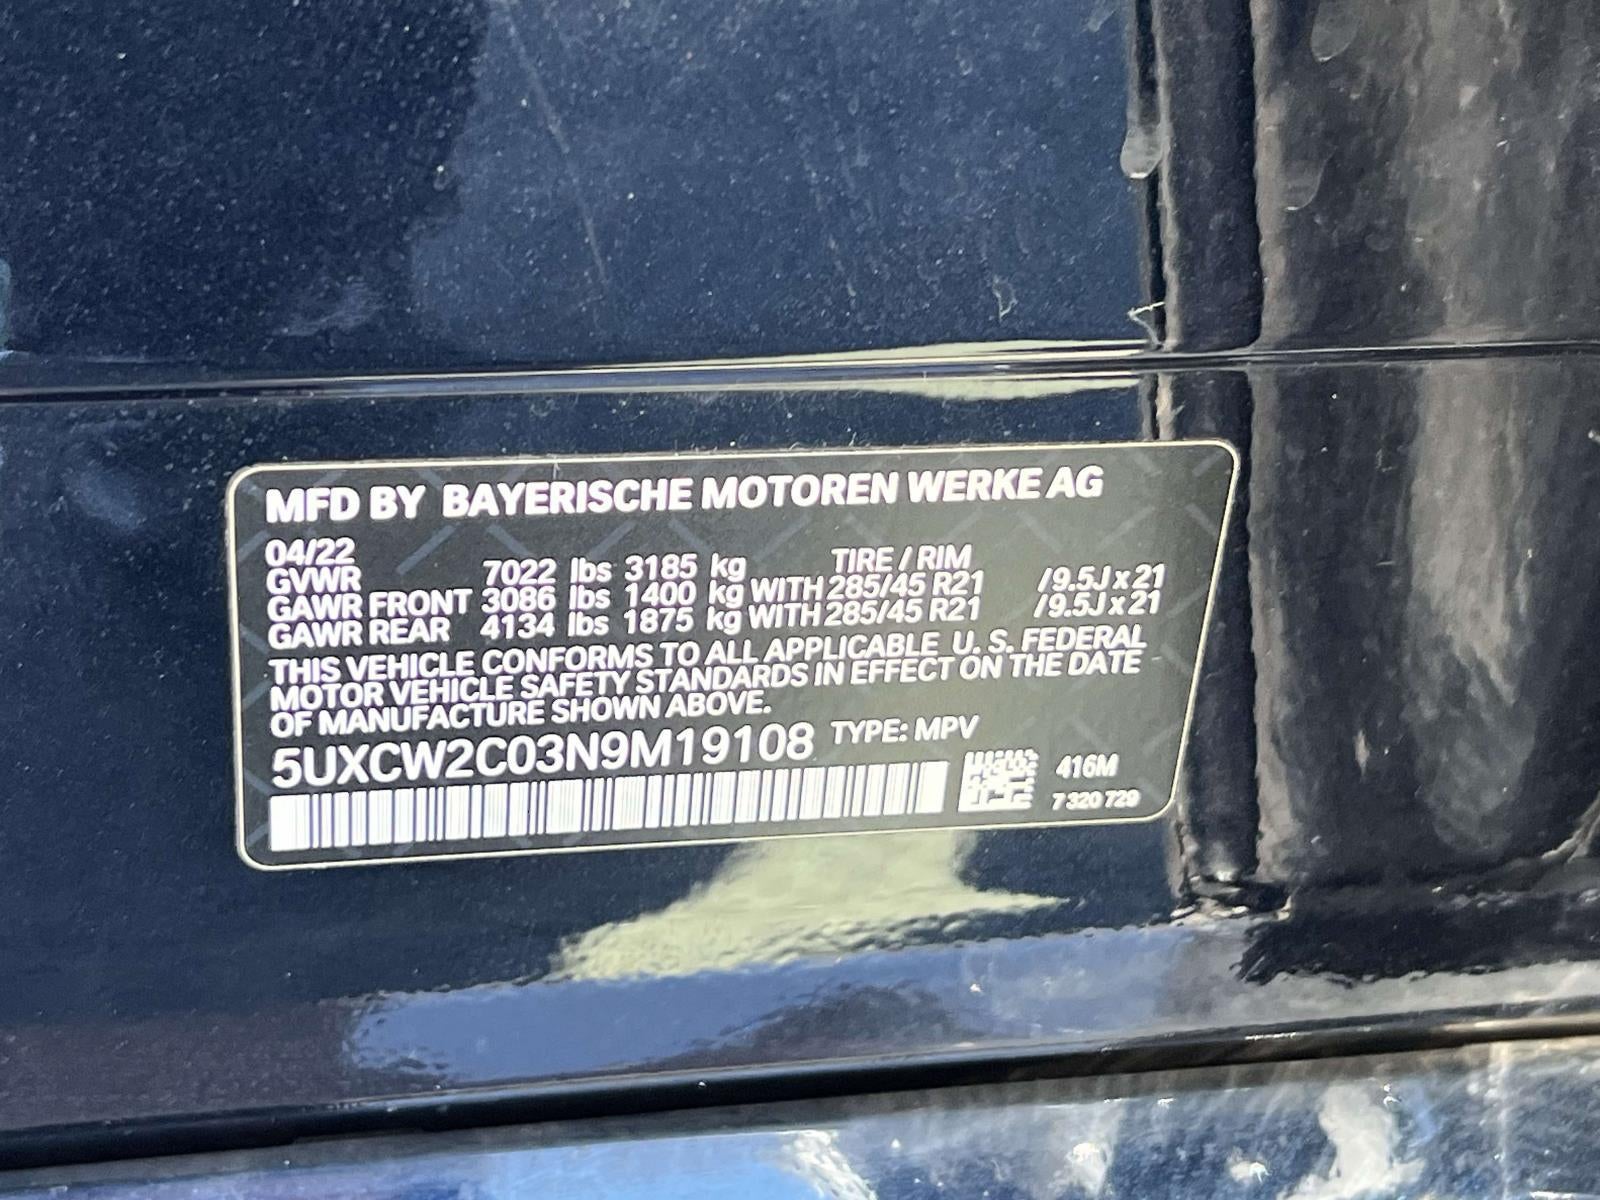 MFD BY BAYERISCHE MOTOREN WERKE AG
04/22 TIRE / RIM
GVWR 7022 lbs 3185 kg
GAWR FRONT 3086 lbs 1400 kg WITH 285/45 R21 /9.5J x 21
GAWR REAR 4134 lbs 1875 kg WITH 285/45 R21 /9.5J x 21
THIS VEHICLE CONFORMS TO ALL APPLICABLE U. S. FEDERAL
MOTOR VEHICLE SAFETY STANDARDS IN EFFECT ON THE DATE
OF MANUFACTURE SHOWN ABOVE.
5UXCW2C03N9M19108 TYPE: MPV
416M
7 320 729